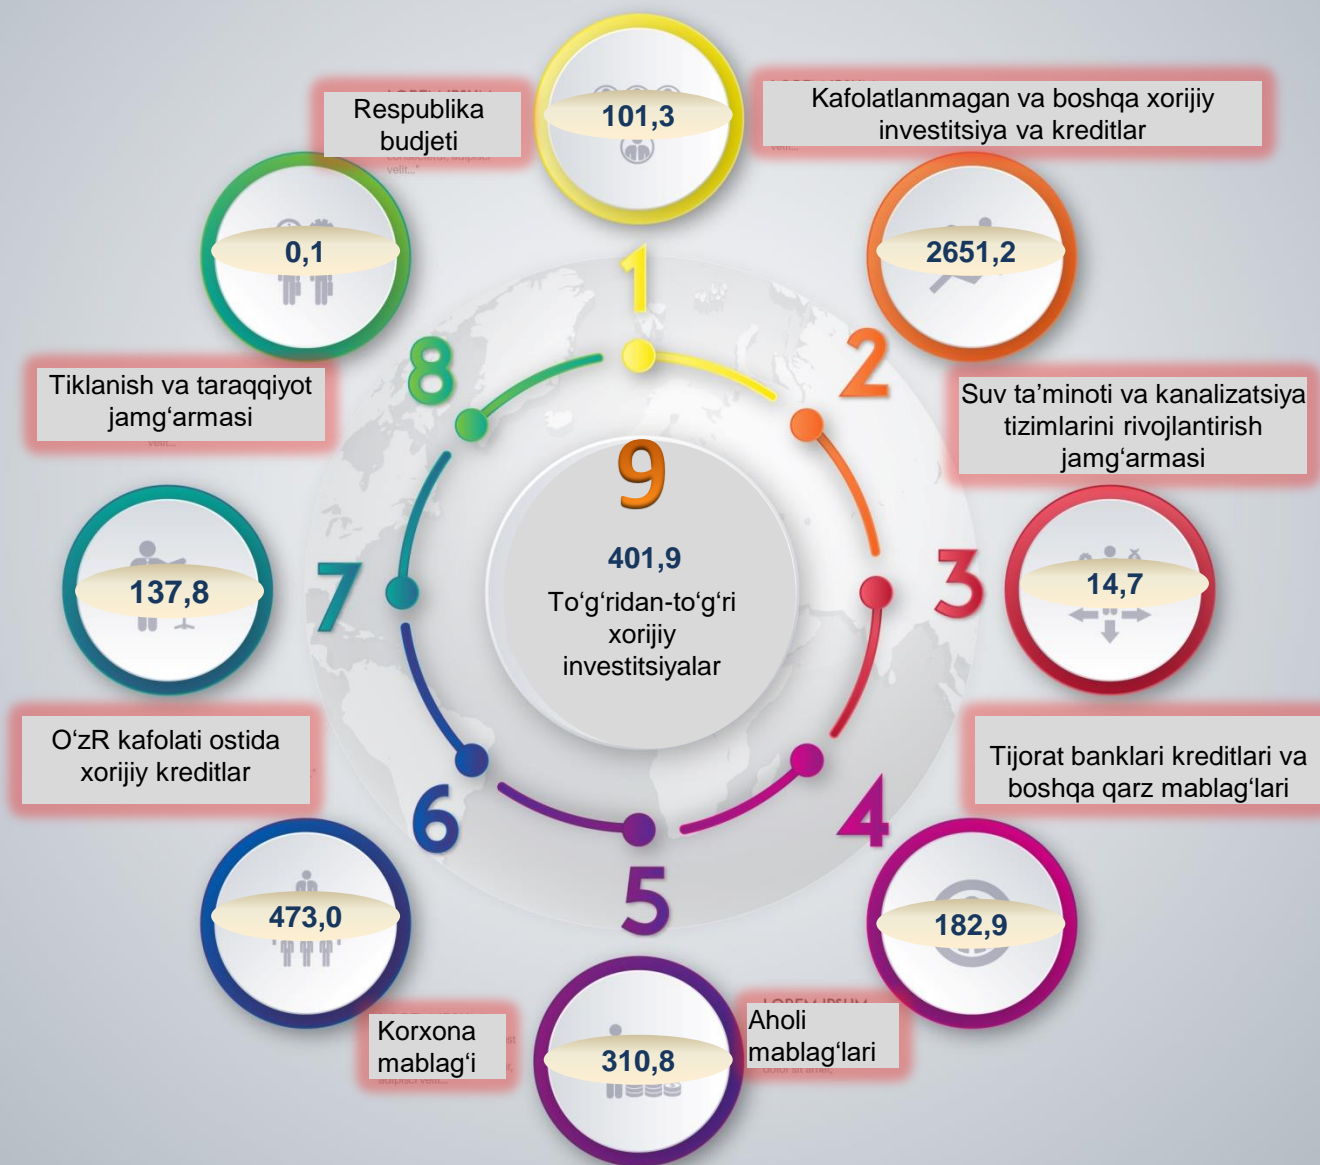 Respublika
budjeti
101,3
1
Kafolatlanmagan va boshqa xorijiy
investitsiya va kreditlar
2651,2
2
Suv ta’minoti va kanalizatsiya
tizimlarini rivojlantirish
jamg‘armasi
14,7
3
Tijorat banklari kreditlari va
boshqa qarz mablag‘lari
182,9
4
Aholi
mablag‘lari
310,8
5
Korxona
mablag‘i
473,0
6
O‘zR kafolati ostida
xorijiy kreditlar
137,8
7
Tiklanish va taraqqiyot
jamg‘armasi
0,1
8
9
401,9
To‘g‘ridan-to‘g‘ri
xorijiy
investitsiyalar